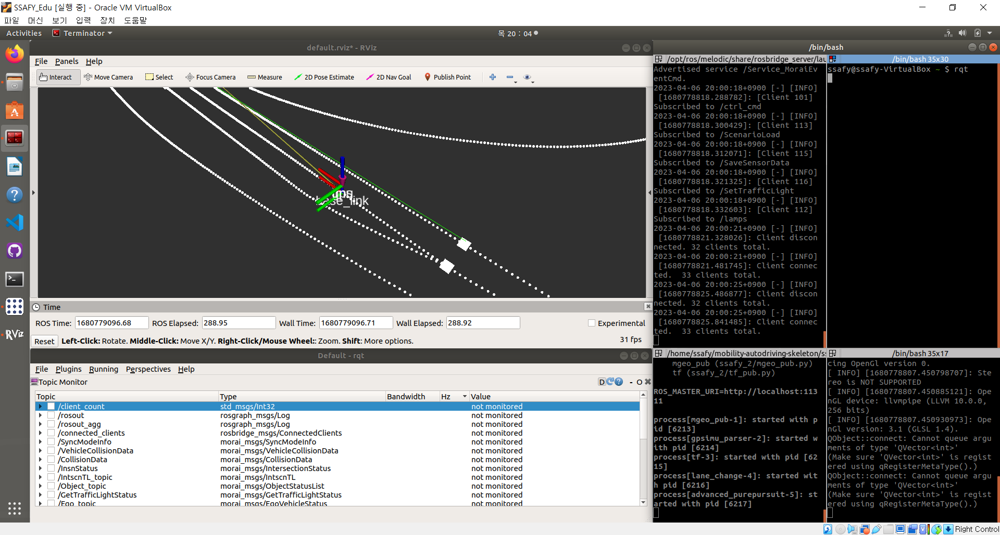 SSAFY_Edu [실행 중] - Oracle VM VirtualBox
파일 머신 보기 입력 장치 도움말
Activities Terminator 목 20 : 04
default.rviz* - RViz
File Panels Help
Interact Move Camera Select Focus Camera Measure 2D Pose Estimate 2D Nav Goal Publish Point
base_link
Time
ROS Time: 1680779096.68 ROS Elapsed: 288.95 Wall Time: 1680779096.71 Wall Elapsed: 288.92 Experimental
Reset Left-Click: Rotate. Middle-Click: Move X/Y. Right-Click/Mouse Wheel:: Zoom. Shift: More options. 31 fps
Default - rqt
File Plugins Running Perspectives Help
Topic Monitor D - O
Topic Type Bandwidth Hz Value
/client_count std_msgs/Int32 not monitored
/rosout rosgraph_msgs/Log not monitored
/rosout_agg rosgraph_msgs/Log not monitored
/connected_clients rosbridge_msgs/ConnectedClients not monitored
/SyncModeInfo morai_msgs/SyncModeInfo not monitored
/VehicleCollisionData morai_msgs/VehicleCollisionData not monitored
/CollisionData morai_msgs/CollisionData not monitored
/InsnStatus morai_msgs/IntersectionStatus not monitored
/IntscnTL_topic morai_msgs/IntscnTL not monitored
/Object_topic morai_msgs/ObjectStatusList not monitored
/GetTrafficLightStatus morai_msgs/GetTrafficLightStatus not monitored
/Ego_topic morai_msgs/EgoVehicleStatus not monitored
/bin/bash
/opt/ros/melodic/share/rosbridge_server/lau
Advertised service /Service_MoraiEv
entCmd.
2023-04-06 20:00:18+0900 [-] [INFO]
[1680778818.288782]: [Client 101]
Subscribed to /ctrl_cmd
2023-04-06 20:00:18+0900 [-] [INFO]
[1680778818.300429]: [Client 113]
Subscribed to /ScenarioLoad
2023-04-06 20:00:18+0900 [-] [INFO]
[1680778818.312071]: [Client 115]
Subscribed to /SaveSensorData
2023-04-06 20:00:18+0900 [-] [INFO]
[1680778818.321325]: [Client 116]
Subscribed to /SetTrafficLight
2023-04-06 20:00:18+0900 [-] [INFO]
[1680778818.332603]: [Client 112]
Subscribed to /lamps
2023-04-06 20:00:21+0900 [-] [INFO]
[1680778821.328026]: Client discon
nected. 32 clients total.
2023-04-06 20:00:21+0900 [-] [INFO]
[1680778821.481745]: Client connec
ted.  33 clients total.
2023-04-06 20:00:25+0900 [-] [INFO]
[1680778825.486877]: Client discon
nected. 32 clients total.
2023-04-06 20:00:25+0900 [-] [INFO]
[1680778825.841485]: Client connec
ted.  33 clients total.
/bin/bash 35x30
ssafy@ssafy-VirtualBox ~ $ rqt
/home/ssafy/mobility-autodriving-skeleton/ss
mgeo_pub (ssafy_2/mgeo_pub.py)
tf (ssafy_2/tf_pub.py)
ROS_MASTER_URI=http://localhost:113
11
process[mgeo_pub-1]: started with p
id [6213]
process[gpsimu_parser-2]: started w
ith pid [6214]
process[tf-3]: started with pid [62
15]
process[lane_change-4]: started wit
h pid [6216]
process[advanced_purepursuit-5]: st
arted with pid [6217]
/bin/bash 35x17
cing OpenGl version 0.
[ INFO] [1680778807.450798707]: Ste
reo is NOT SUPPORTED
[ INFO] [1680778807.450885121]: Ope
nGL device: llvmpipe (LLVM 10.0.0,
256 bits)
[ INFO] [1680778807.450930973]: Ope
nGl version: 3.1 (GLSL 1.4).
QObject::connect: Cannot queue argu
ments of type 'QVector<int>'
(Make sure 'QVector<int>' is regist
ered using qRegisterMetaType().)
QObject::connect: Cannot queue argu
ments of type 'QVector<int>'
(Make sure 'QVector<int>' is regist
ered using qRegisterMetaType().)
RViz
Right Control